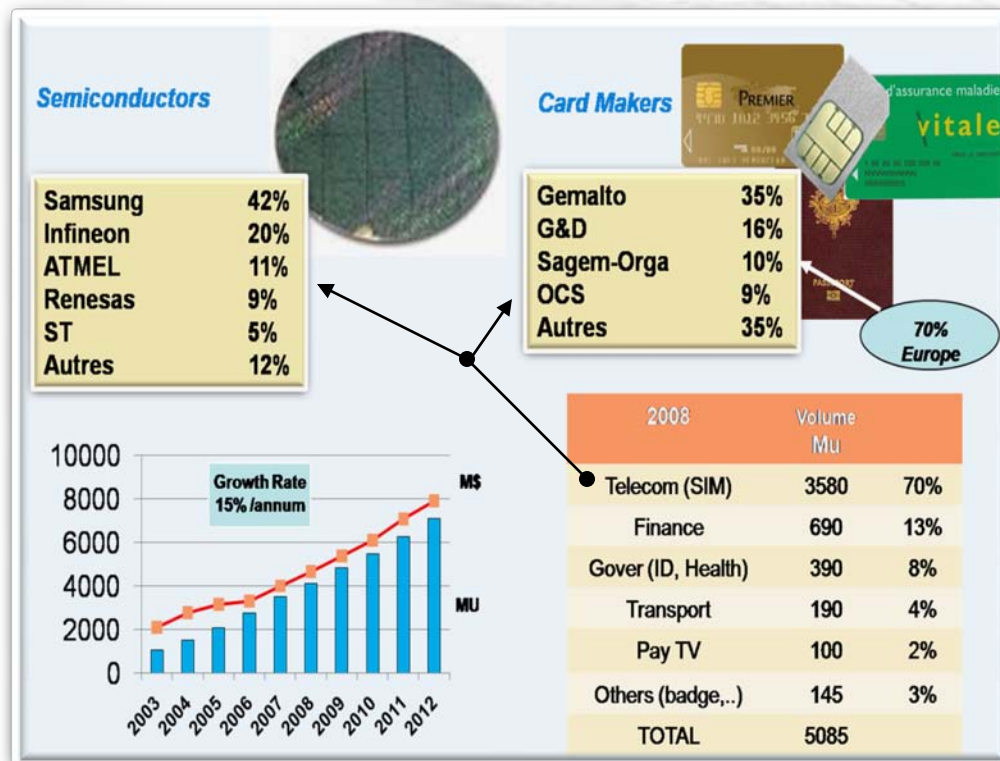 Semiconductors
Samsung 42%
Infineon 20%
ATMEL 11%
Renesas 9%
ST 5%
Autres 12%
Card Makers
PREMIER
d'assurance maladie
vitale
Gemalto 35%
G&D 16%
Sagem-Orga 10%
OCS 9%
Autres 35%
70%
Europe
10000
8000
6000
4000
2000
0
Growth Rate
15% /annum
M$
MU
2003 2004 2005 2006 2007 2008 2009 2010 2011 2012
2008 Volume
Mu
Telecom (SIM) 3580 70%
Finance 690 13%
Gover (ID, Health) 390 8%
Transport 190 4%
Pay TV 100 2%
Others (badge,..) 145 3%
TOTAL 5085